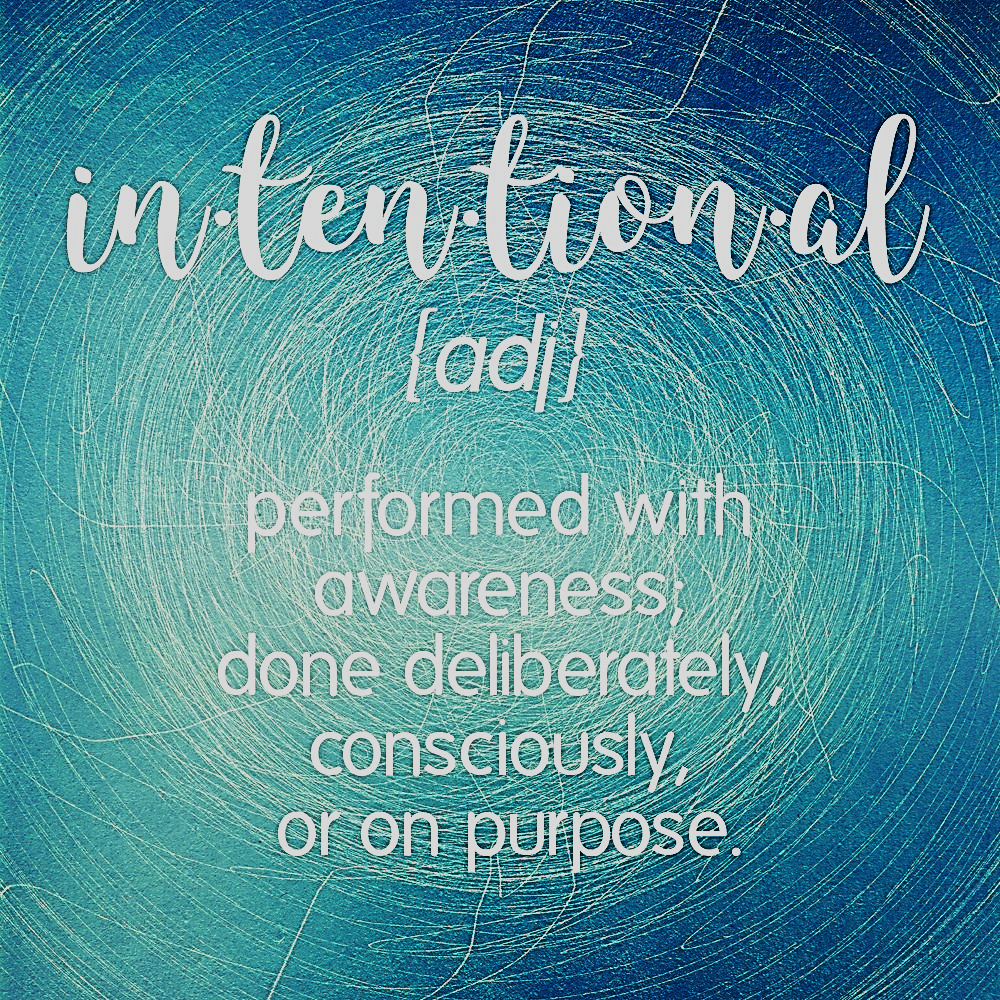 in·ten·tion·al
{adj}
performed with
awareness;
done deliberately,
consciously,
or on purpose.